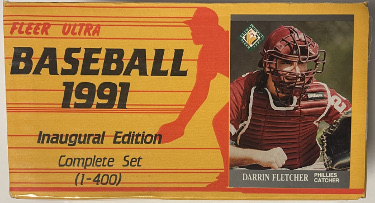 FLEER ULTRA
BASEBALL
1991
Inaugural Edition
Complete Set
(1-400)
DARRIN FLETCHER
PHILLIES
CATCHER